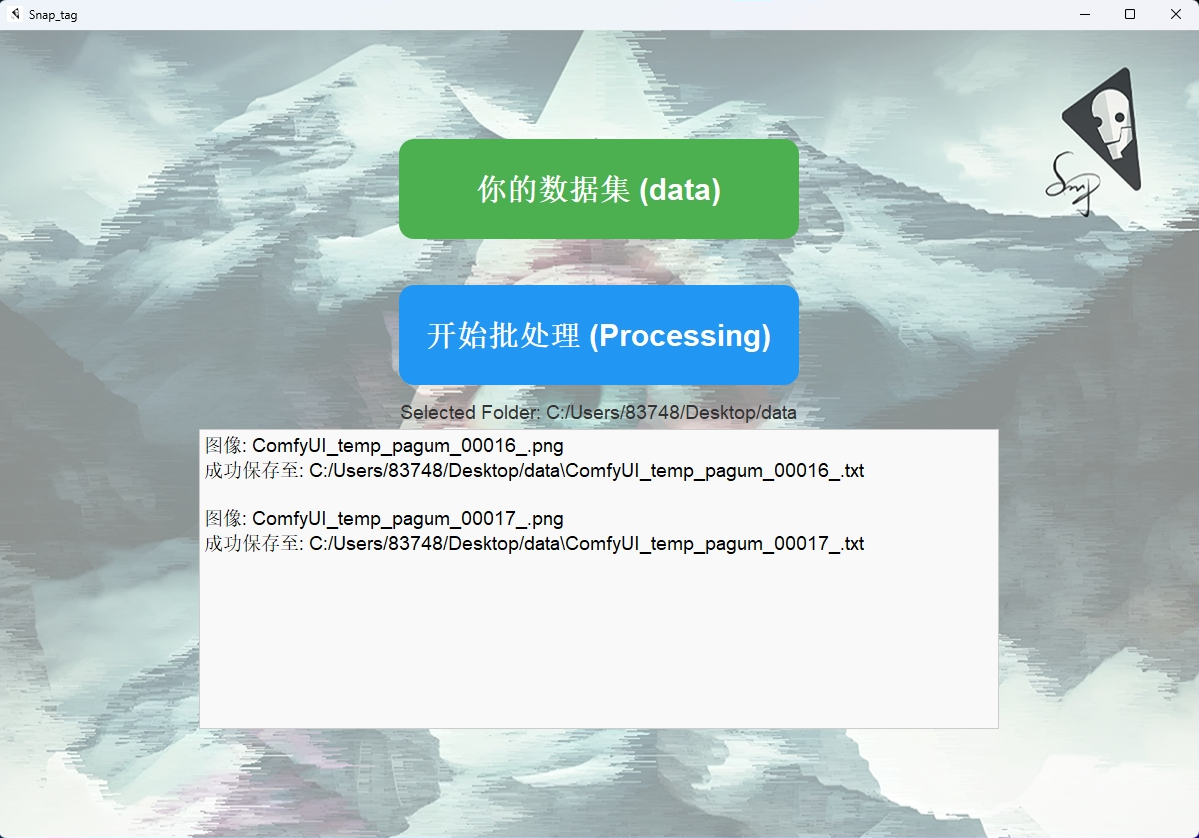 Snap_tag
Snap
你的数据集 (data)
开始批处理 (Processing)
Selected Folder: C:/Users/83748/Desktop/data
图像: ComfyUI_temp_pagum_00016_.png
成功保存至: C:/Users/83748/Desktop/data\ComfyUI_temp_pagum_00016_.txt
图像: ComfyUI_temp_pagum_00017_.png
成功保存至: C:/Users/83748/Desktop/data\ComfyUI_temp_pagum_00017_.txt